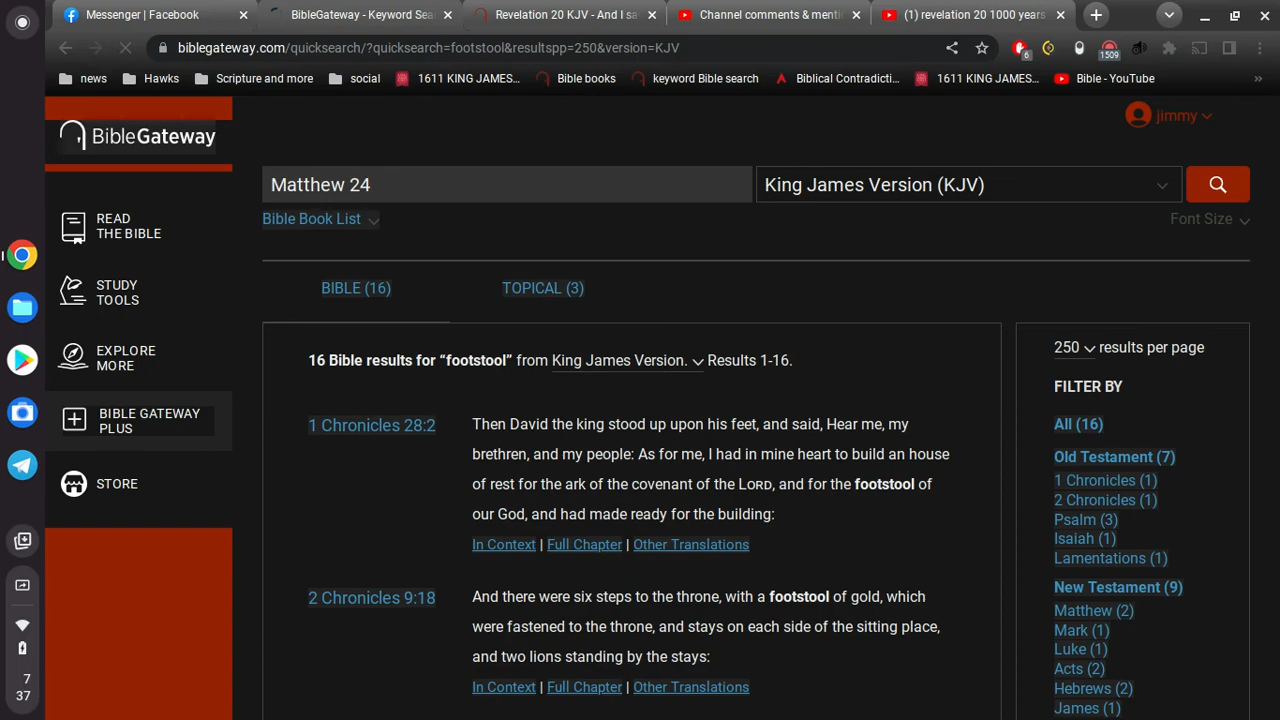 Messenger | Facebook
BibleGateway - Keyword Sea
Revelation 20 KJV - And I sa
Channel comments & menti
(1) revelation 20 1000 years
biblegateway.com/quicksearch/?quicksearch=footstool&resultspp=250&version=KJV
6
1509
news
Hawks
Scripture and more
social
1611 KING JAMES...
Bible books
keyword Bible search
Biblical Contradicti...
1611 KING JAMES...
Bible - YouTube
»
BibleGateway
jimmy
Matthew 24
King James Version (KJV)
Bible Book List
Font Size
READ
THE BIBLE
STUDY
TOOLS
EXPLORE
MORE
BIBLE GATEWAY
PLUS
STORE
BIBLE (16)
TOPICAL (3)
16 Bible results for “footstool” from King James Version. Results 1-16.
1 Chronicles 28:2
Then David the king stood up upon his feet, and said, Hear me, my
brethren, and my people: As for me, I had in mine heart to build an house
of rest for the ark of the covenant of the LORD, and for the footstool of
our God, and had made ready for the building:
In Context | Full Chapter | Other Translations
2 Chronicles 9:18
And there were six steps to the throne, with a footstool of gold, which
were fastened to the throne, and stays on each side of the sitting place,
and two lions standing by the stays:
In Context | Full Chapter | Other Translations
250 results per page
FILTER BY
All (16)
Old Testament (7)
1 Chronicles (1)
2 Chronicles (1)
Psalm (3)
Isaiah (1)
Lamentations (1)
New Testament (9)
Matthew (2)
Mark (1)
Luke (1)
Acts (2)
Hebrews (2)
James (1)
7
37